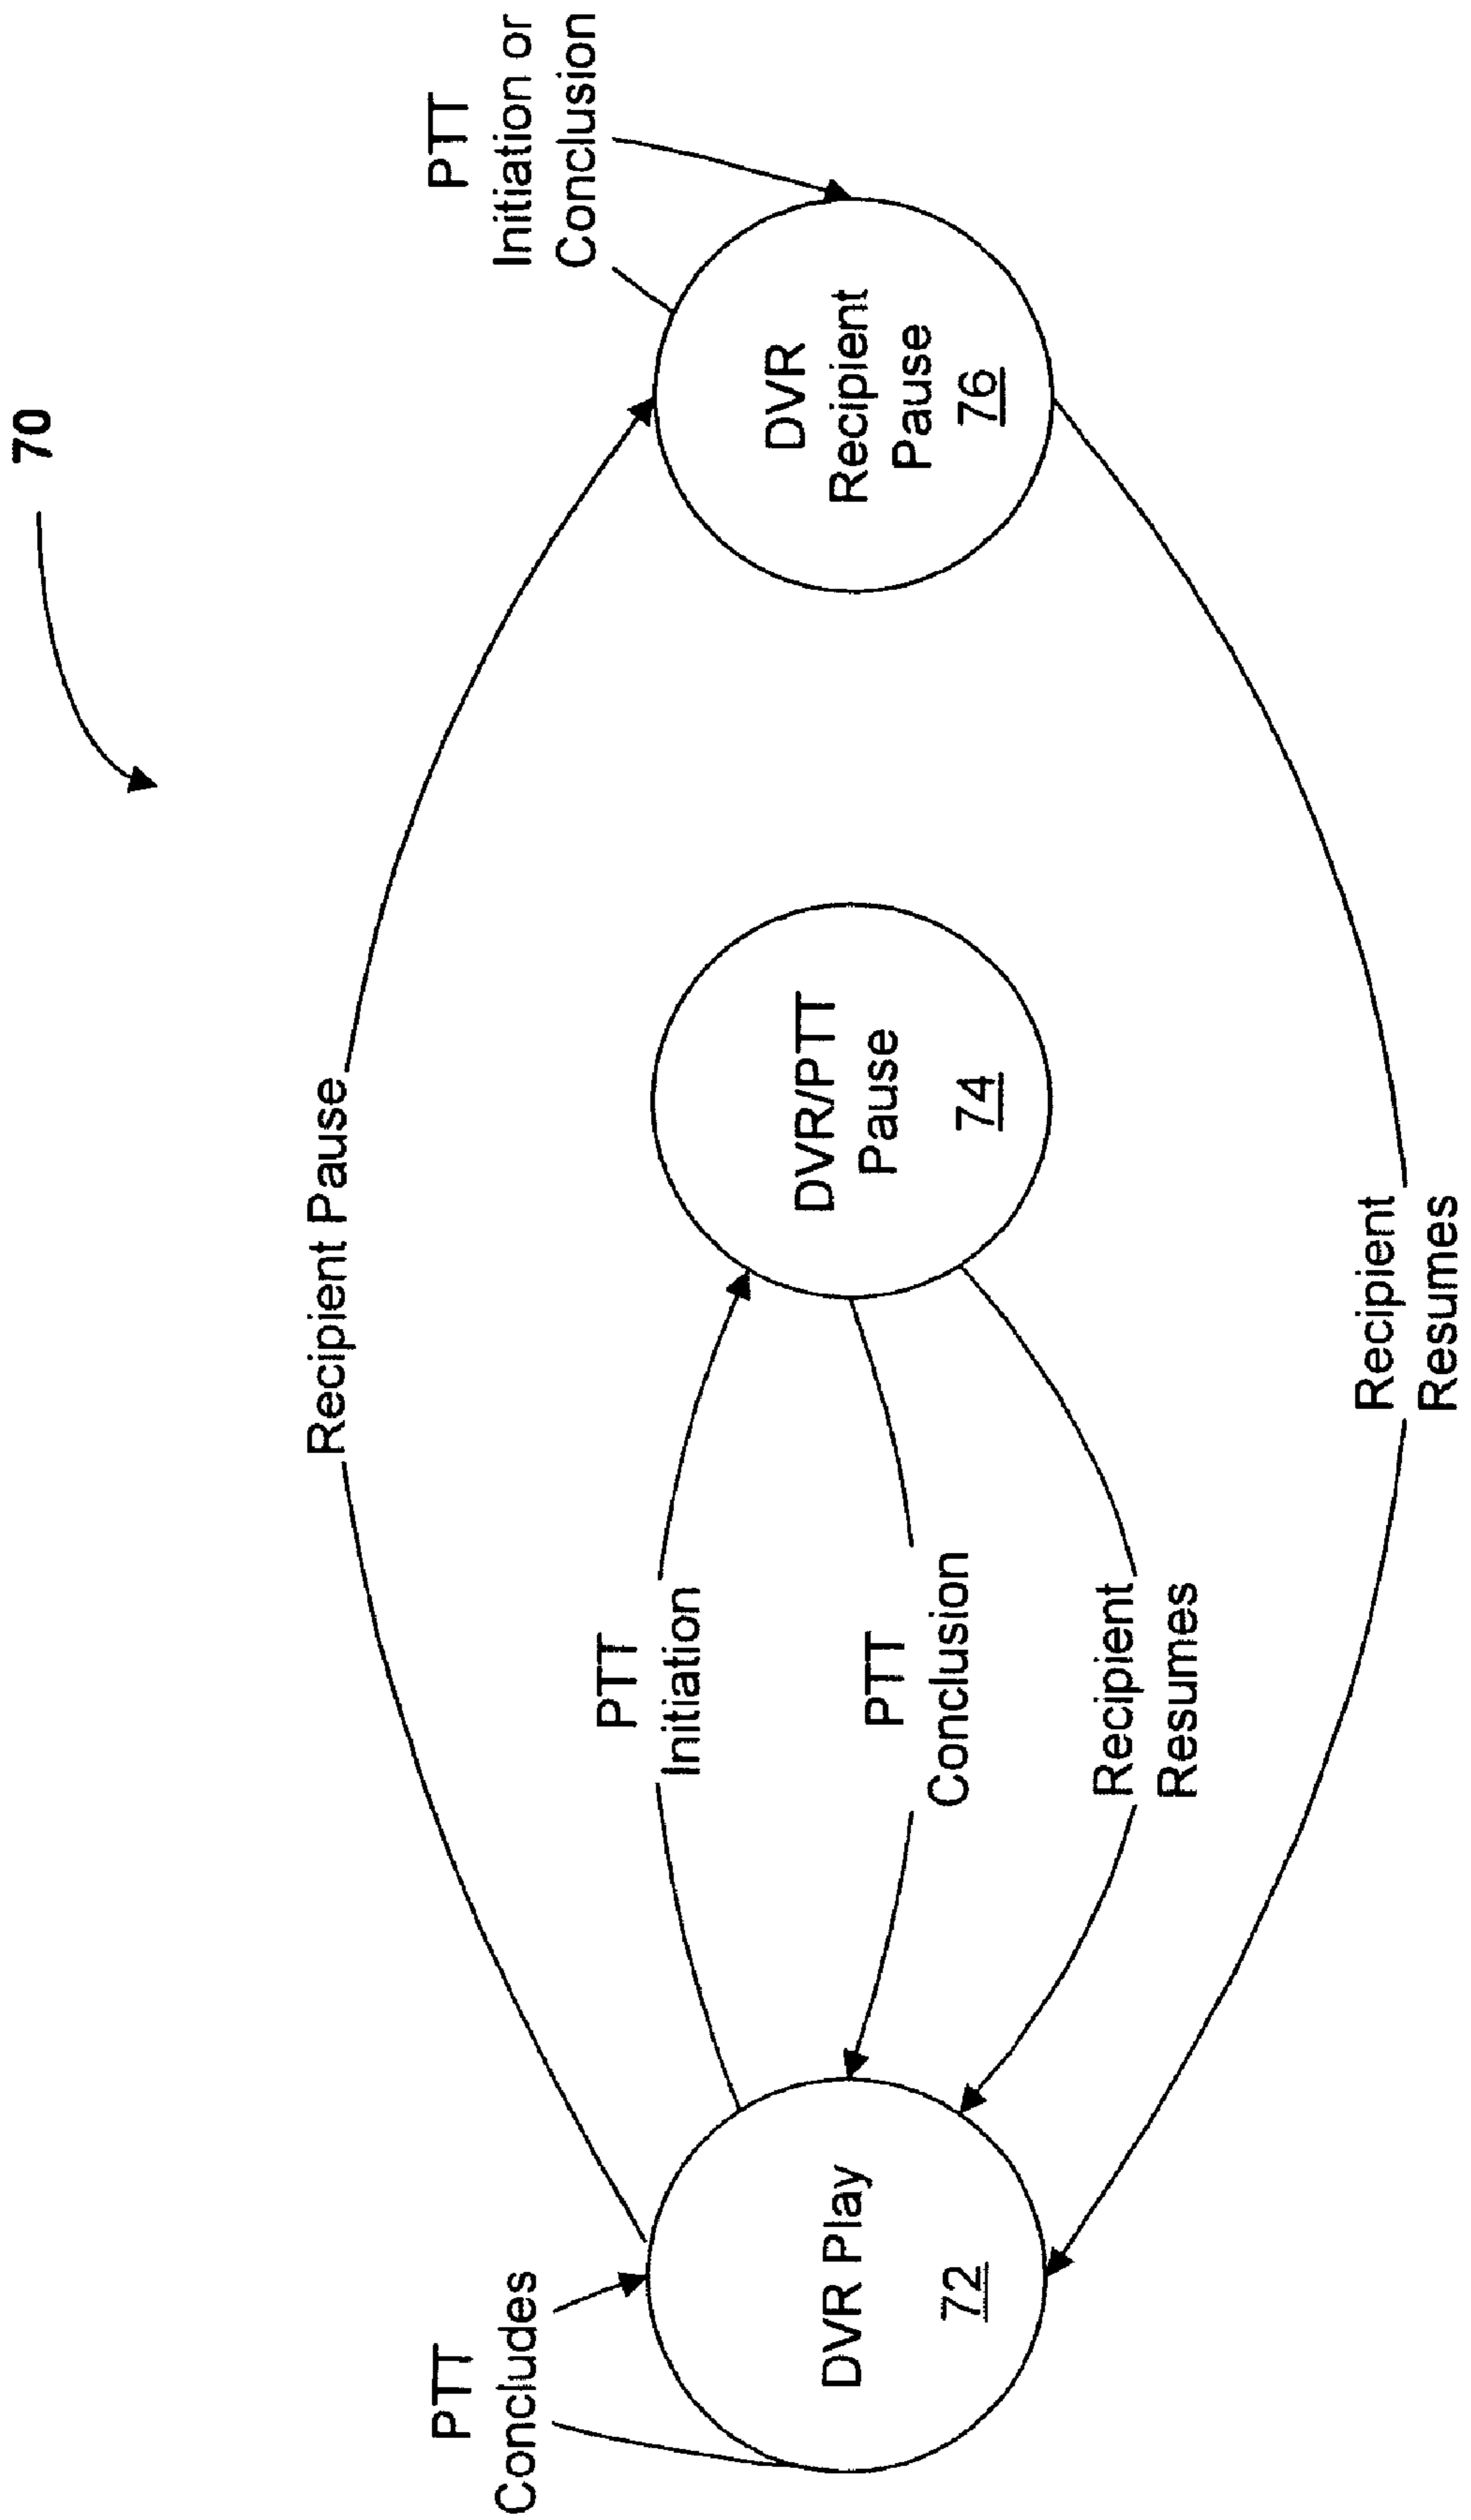 70
Recipient Pause
PTT
Concludes
PTT
Initiation or
Conclusion
PTT
Initiation
DVR Play
72
DVR/PTT
Pause
74
DVR
Recipient
Pause
76
PTT
Conclusion
Recipient
Resumes
Recipient
Resumes